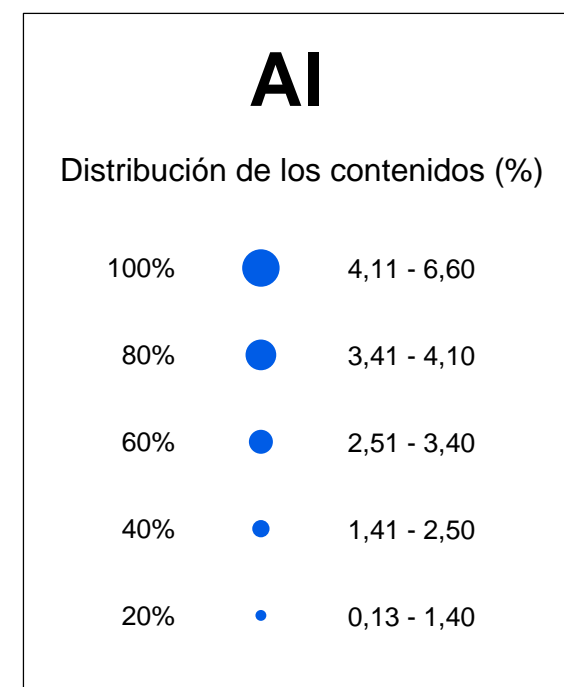 Al
Distribución de los contenidos (%)
100% 4,11 - 6,60
80% 3,41 - 4,10
60% 2,51 - 3,40
40% 1,41 - 2,50
20% 0,13 - 1,40